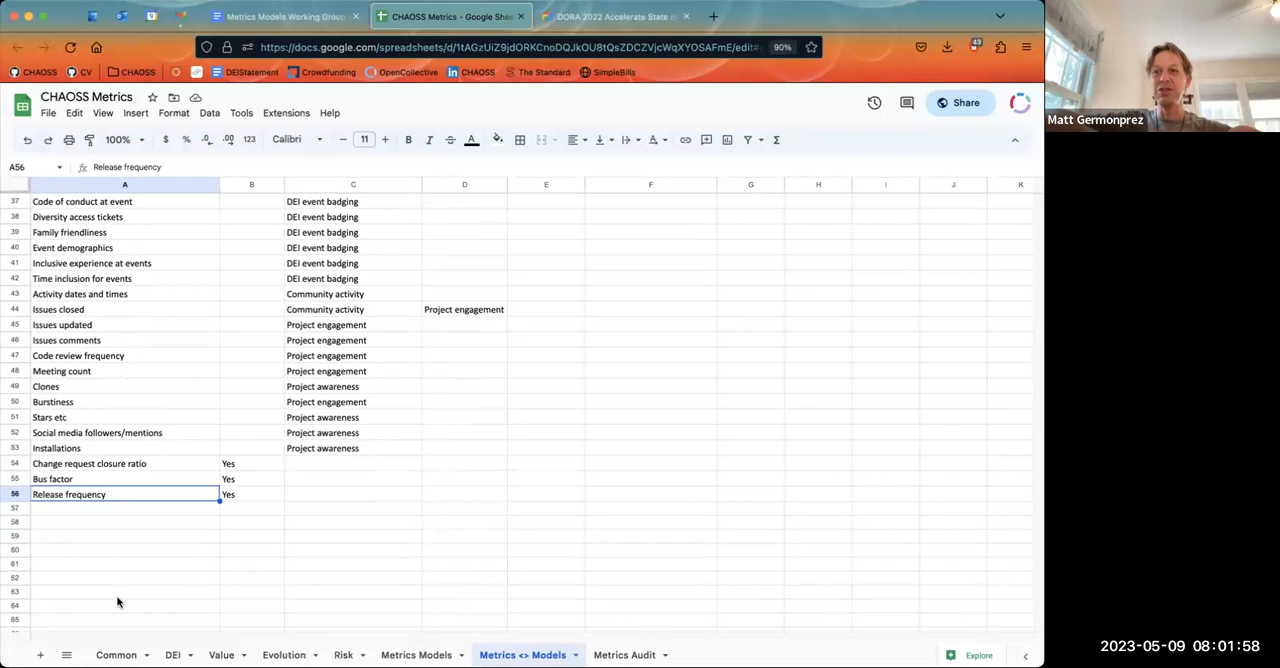 Metrics Models Working Group
CHAOSS Metrics - Google Shee
DORA 2022 Accelerate State o
https://docs.google.com/spreadsheets/d/1tAGzUiZ9jdORKCnoDQJkOU8tQsZDCZVjcWqXYOSAFmE/edit#
90%
43
CHAOSS CV CHAOSS DEIStatement Crowdfunding OpenCollective CHAOSS The Standard SimpleBills
CHAOSS Metrics
File Edit View Insert Format Data Tools Extensions Help
Share
100% $ % .0 .00 123 Calibri 11 B I A
A56 fx Release frequency
A B C D E F G H I J K
37 Code of conduct at event DEI event badging
38 Diversity access tickets DEI event badging
39 Family friendliness DEI event badging
40 Event demographics DEI event badging
41 Inclusive experience at events DEI event badging
42 Time inclusion for events DEI event badging
43 Activity dates and times Community activity
44 Issues closed Community activity Project engagement
45 Issues updated Project engagement
46 Issues comments Project engagement
47 Code review frequency Project engagement
48 Meeting count Project engagement
49 Clones Project awareness
50 Burstiness Project engagement
51 Stars etc Project awareness
52 Social media followers/mentions Project awareness
53 Installations Project awareness
54 Change request closure ratio Yes
55 Bus factor Yes
56 Release frequency Yes
57
58
59
60
61
62
63
64
65
Common DEI Value Evolution Risk Metrics Models Metrics <> Models Metrics Audit Explore
Matt Germonprez
2023-05-09 08:01:58